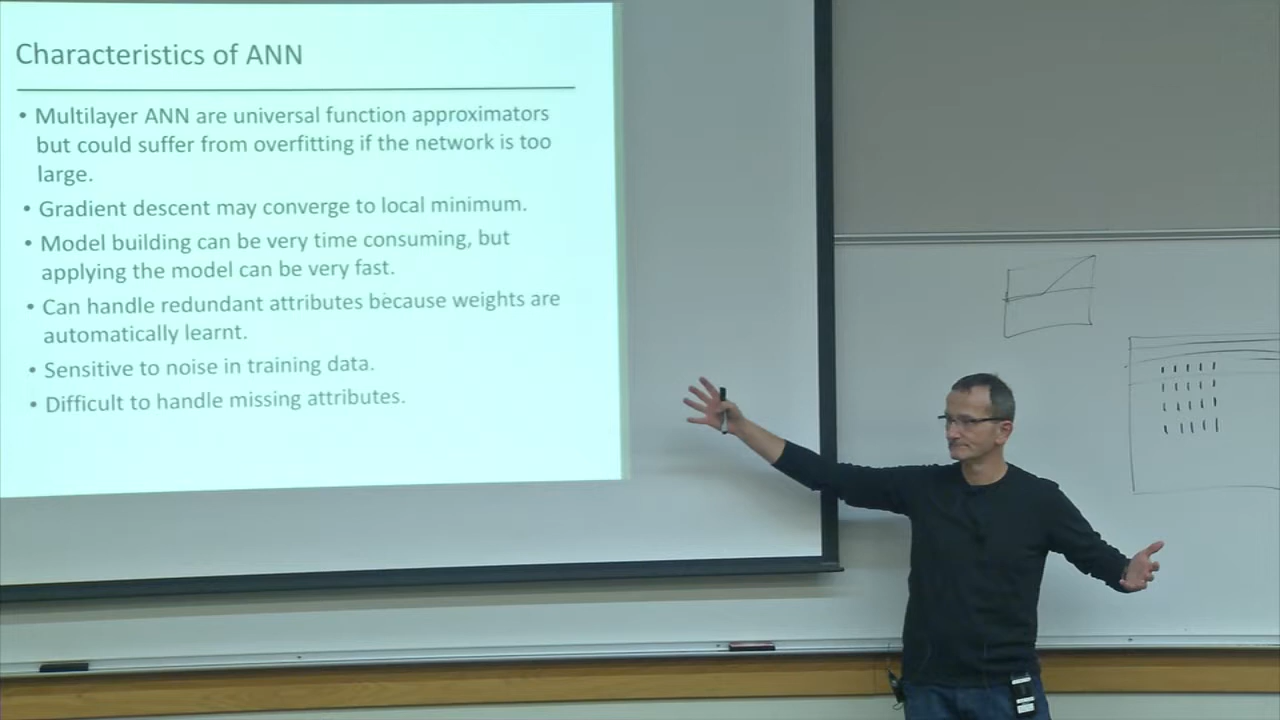 Characteristics of ANN
• Multilayer ANN are universal function approximators
but could suffer from overfitting if the network is too
large.
• Gradient descent may converge to local minimum.
• Model building can be very time consuming, but
applying the model can be very fast.
• Can handle redundant attributes because weights are
automatically learnt.
• Sensitive to noise in training data.
• Difficult to handle missing attributes.